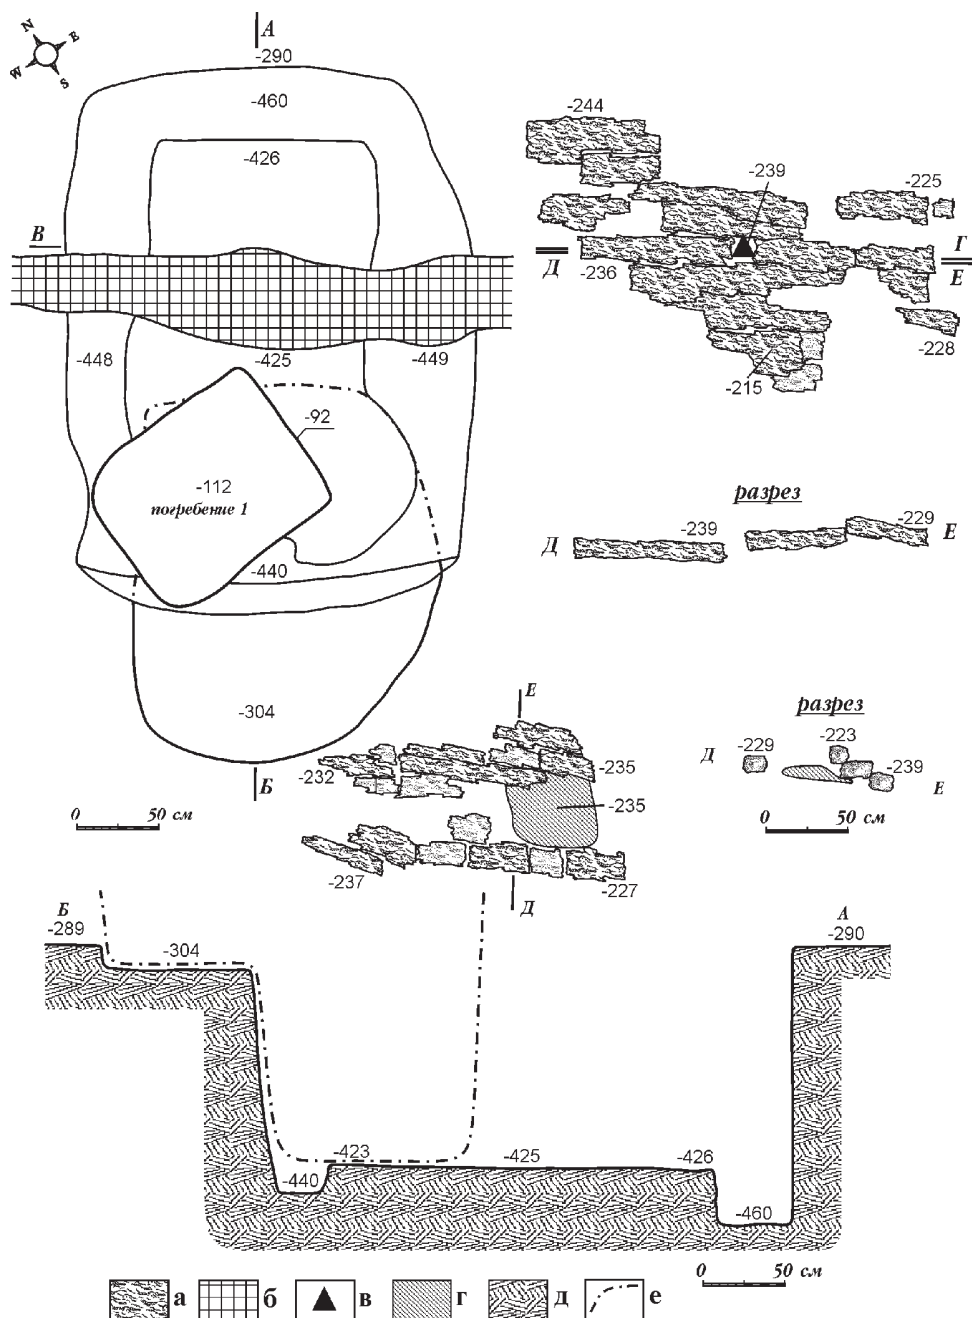 N
E
W
S
А
-290
-460
-426
В
-448
-425
-449
-92
-112
погребение 1
-440
-304
Б
0 50 см
-244
-239
-225
Г
Д
-236
Е
-228
-215
разрез
Д
-239
-229
Е
разрез
Д
-229
-223
-239
Е
0 50 см
Е
-232
-235
-235
-237
-227
Д
Б
-289
-304
А
-290
-423
-425
-426
-440
-460
0 50 см
а б в г д е